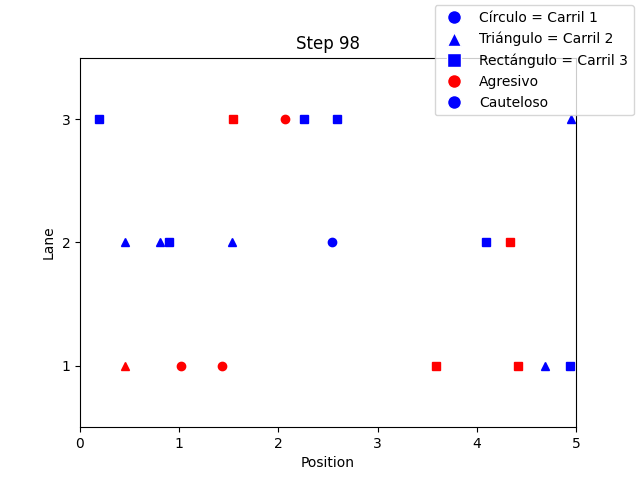 Step 98
Círculo = Carril 1
Triángulo = Carril 2
Rectángulo = Carril 3
Agresivo
Cauteloso
Lane
3
2
1
0 1 2 3 4 5
Position